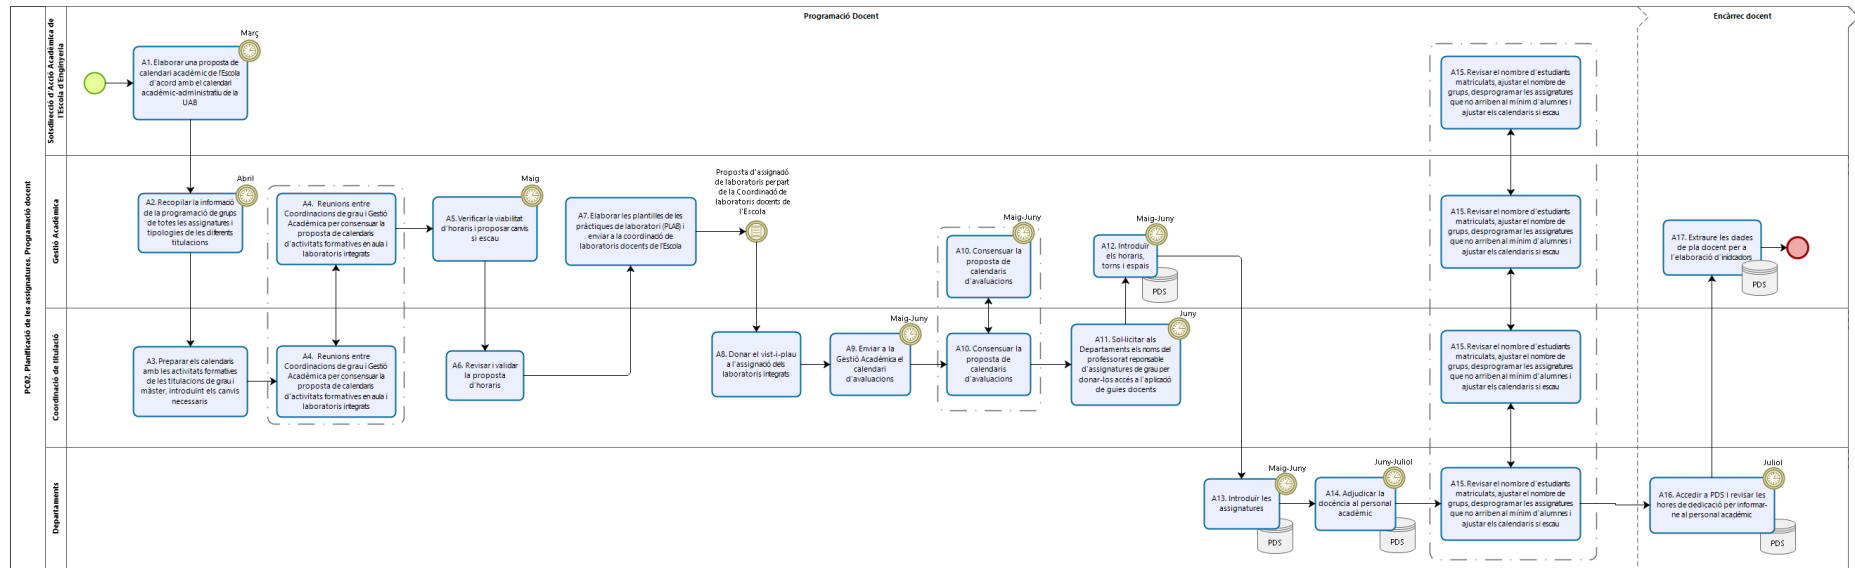 Programació Docent
Encàrrec docent
PC02. Planificació de les assignatures. Programació docent
Sotsdirecció d'Acció Acadèmica de
l'Escola d'Enginyeria
Març
A1. Elaborar una proposta de
calendari acadèmic de l'Escola
d'acord amb el calendari
acadèmic-administratiu de la
UAB
A15. Revisar el nombre d'estudiants
matriculats, ajustar el nombre de
grups, desprogramar les assignatures
que no arriben al mínim d'alumnes i
ajustar els calendaris si escau
Gestió Acadèmica
Abril
A2. Recopilar la informació
de la programació de grups
de totes les assignatures i
tipologies de les diferents
titulacions
A4. Reunions entre
Coordinacions de grau i Gestió
Acadèmica per consensuar la
proposta de calendaris
d'activitats formatives en aula i
laboratoris integrats
Maig
A5. Verificar la viabilitat
d'horaris i proposar canvis
si escau
A7. Elaborar les plantilles de les
pràctiques de laboratori (PLAB) i
enviar a la coordinació de
laboratoris docents de l'Escola
Proposta d'assignació
de laboratoris per part
de la Coordinació de
laboratoris docents de
l'Escola
Maig-Juny
A10. Consensuar la
proposta de
calendaris
d'avaluacions
Maig-Juny
A12. Introduir
els horaris,
torns i espais
PDS
A15. Revisar el nombre d'estudiants
matriculats, ajustar el nombre de
grups, desprogramar les assignatures
que no arriben al mínim d'alumnes i
ajustar els calendaris si escau
A17. Extraure les dades
de pla docent per a
l'elaboració d'inidcadors
PDS
Coordinació de titulació
A3. Preparar els calendaris
amb les activitats formatives
de les titulacions de grau i
màster, introduïnt els canvis
necessaris
A4. Reunions entre
Coordinacions de grau i Gestió
Acadèmica per consensuar la
proposta de calendaris
d'activitats formatives en aula i
laboratoris integrats
A6. Revisar i validar
la proposta
d'horaris
A8. Donar el vist-i-plau
a l'asignació dels
laboratoris integrats
Maig-Juny
A9. Enviar a la
Gestió Acadèmica el
calendari
d'avaluacions
A10. Consensuar la
proposta de
calendaris
d'avaluacions
Juny
A11. Sol·licitar als
Departaments els noms del
professorat reponsable
d'assignatures de grau per
donar-los accés a l'aplicació
de guies docents
A15. Revisar el nombre d'estudiants
matriculats, ajustar el nombre de
grups, desprogramar les assignatures
que no arriben al mínim d'alumnes i
ajustar els calendaris si escau
Departaments
Maig-Juny
A13. Introduir les
assignatures
PDS
Juny-Juliol
A14. Adjudicar la
docència al personal
acadèmic
PDS
A15. Revisar el nombre d'estudiants
matriculats, ajustar el nombre de
grups, desprogramar les assignatures
que no arriben al mínim d'alumnes i
ajustar els calendaris si escau
Juliol
A16. Accedir a PDS i revisar les
hores de dedicació per informar-
ne al personal acadèmic
PDS